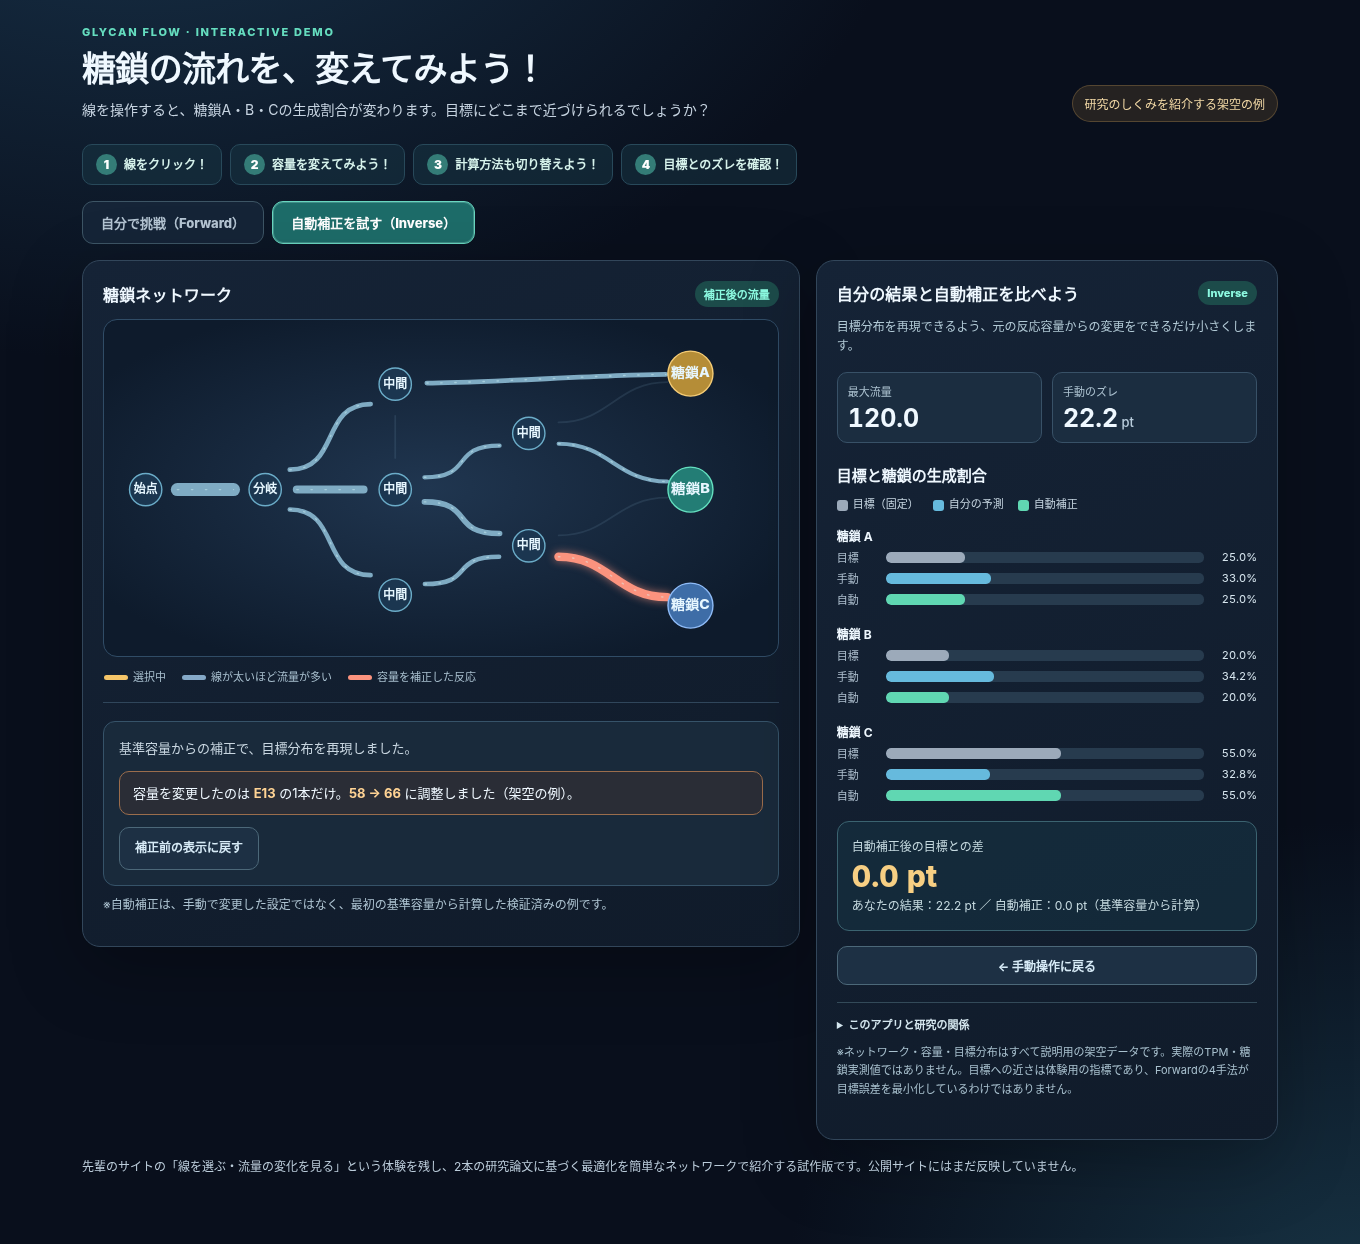 GLYCAN FLOW · INTERACTIVE DEMO
糖鎖の流れを、変えてみよう！
線を操作すると、糖鎖A・B・Cの生成割合が変わります。目標にどこまで近づけられるでしょうか？
研究のしくみを紹介する架空の例
1 線をクリック！
2 容量を変えてみよう！
3 計算方法も切り替えよう！
4 目標とのズレを確認！
自分で挑戦（Forward）
自動補正を試す（Inverse）
糖鎖ネットワーク
補正後の流量
始点
分岐
中間
中間
中間
中間
中間
糖鎖A
糖鎖B
糖鎖C
選択中
線が太いほど流量が多い
容量を補正した反応
基準容量からの補正で、目標分布を再現しました。
容量を変更したのは E13 の1本だけ。58 → 66 に調整しました（架空の例）。
補正前の表示に戻す
※自動補正は、手動で変更した設定ではなく、最初の基準容量から計算した検証済みの例です。
自分の結果と自動補正を比べよう
Inverse
目標分布を再現できるよう、元の反応容量からの変更をできるだけ小さくしま
す。
最大流量
120.0
手動のズレ
22.2 pt
目標と糖鎖の生成割合
目標（固定）
自分の予測
自動補正
糖鎖 A
目標 25.0%
手動 33.0%
自動 25.0%
糖鎖 B
目標 20.0%
手動 34.2%
自動 20.0%
糖鎖 C
目標 55.0%
手動 32.8%
自動 55.0%
自動補正後の目標との差
0.0 pt
あなたの結果：22.2 pt ／ 自動補正：0.0 pt（基準容量から計算）
← 手動操作に戻る
▶ このアプリと研究の関係
※ネットワーク・容量・目標分布はすべて説明用の架空データです。実際のTPM・糖
鎖実測値ではありません。目標への近さは体験用の指標であり、Forwardの4手法が
目標誤差を最小化しているわけではありません。
先輩のサイトの「線を選ぶ・流量の変化を見る」という体験を残し、2本の研究論文に基づく最適化を簡単なネットワークで紹介する試作版です。公開サイトにはまだ反映していません。